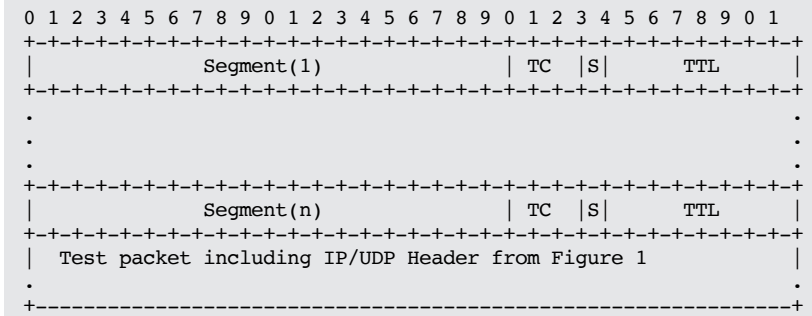 0 1 2 3 4 5 6 7 8 9 0 1 2 3 4 5 6 7 8 9 0 1 2 3 4 5 6 7 8 9 0 1
+-+-+-+-+-+-+-+-+-+-+-+-+-+-+-+-+-+-+-+-+-+-+-+-+-+-+-+-+-+-+-+-+
|               Segment(1)              | TC  |S|      TTL      |
+-+-+-+-+-+-+-+-+-+-+-+-+-+-+-+-+-+-+-+-+-+-+-+-+-+-+-+-+-+-+-+-+
.                                                               .
.                                                               .
.                                                               .
+-+-+-+-+-+-+-+-+-+-+-+-+-+-+-+-+-+-+-+-+-+-+-+-+-+-+-+-+-+-+-+-+
|               Segment(n)              | TC  |S|      TTL      |
+-+-+-+-+-+-+-+-+-+-+-+-+-+-+-+-+-+-+-+-+-+-+-+-+-+-+-+-+-+-+-+-+
|  Test packet including IP/UDP Header from Figure 1            |
.                                                               .
+---------------------------------------------------------------+